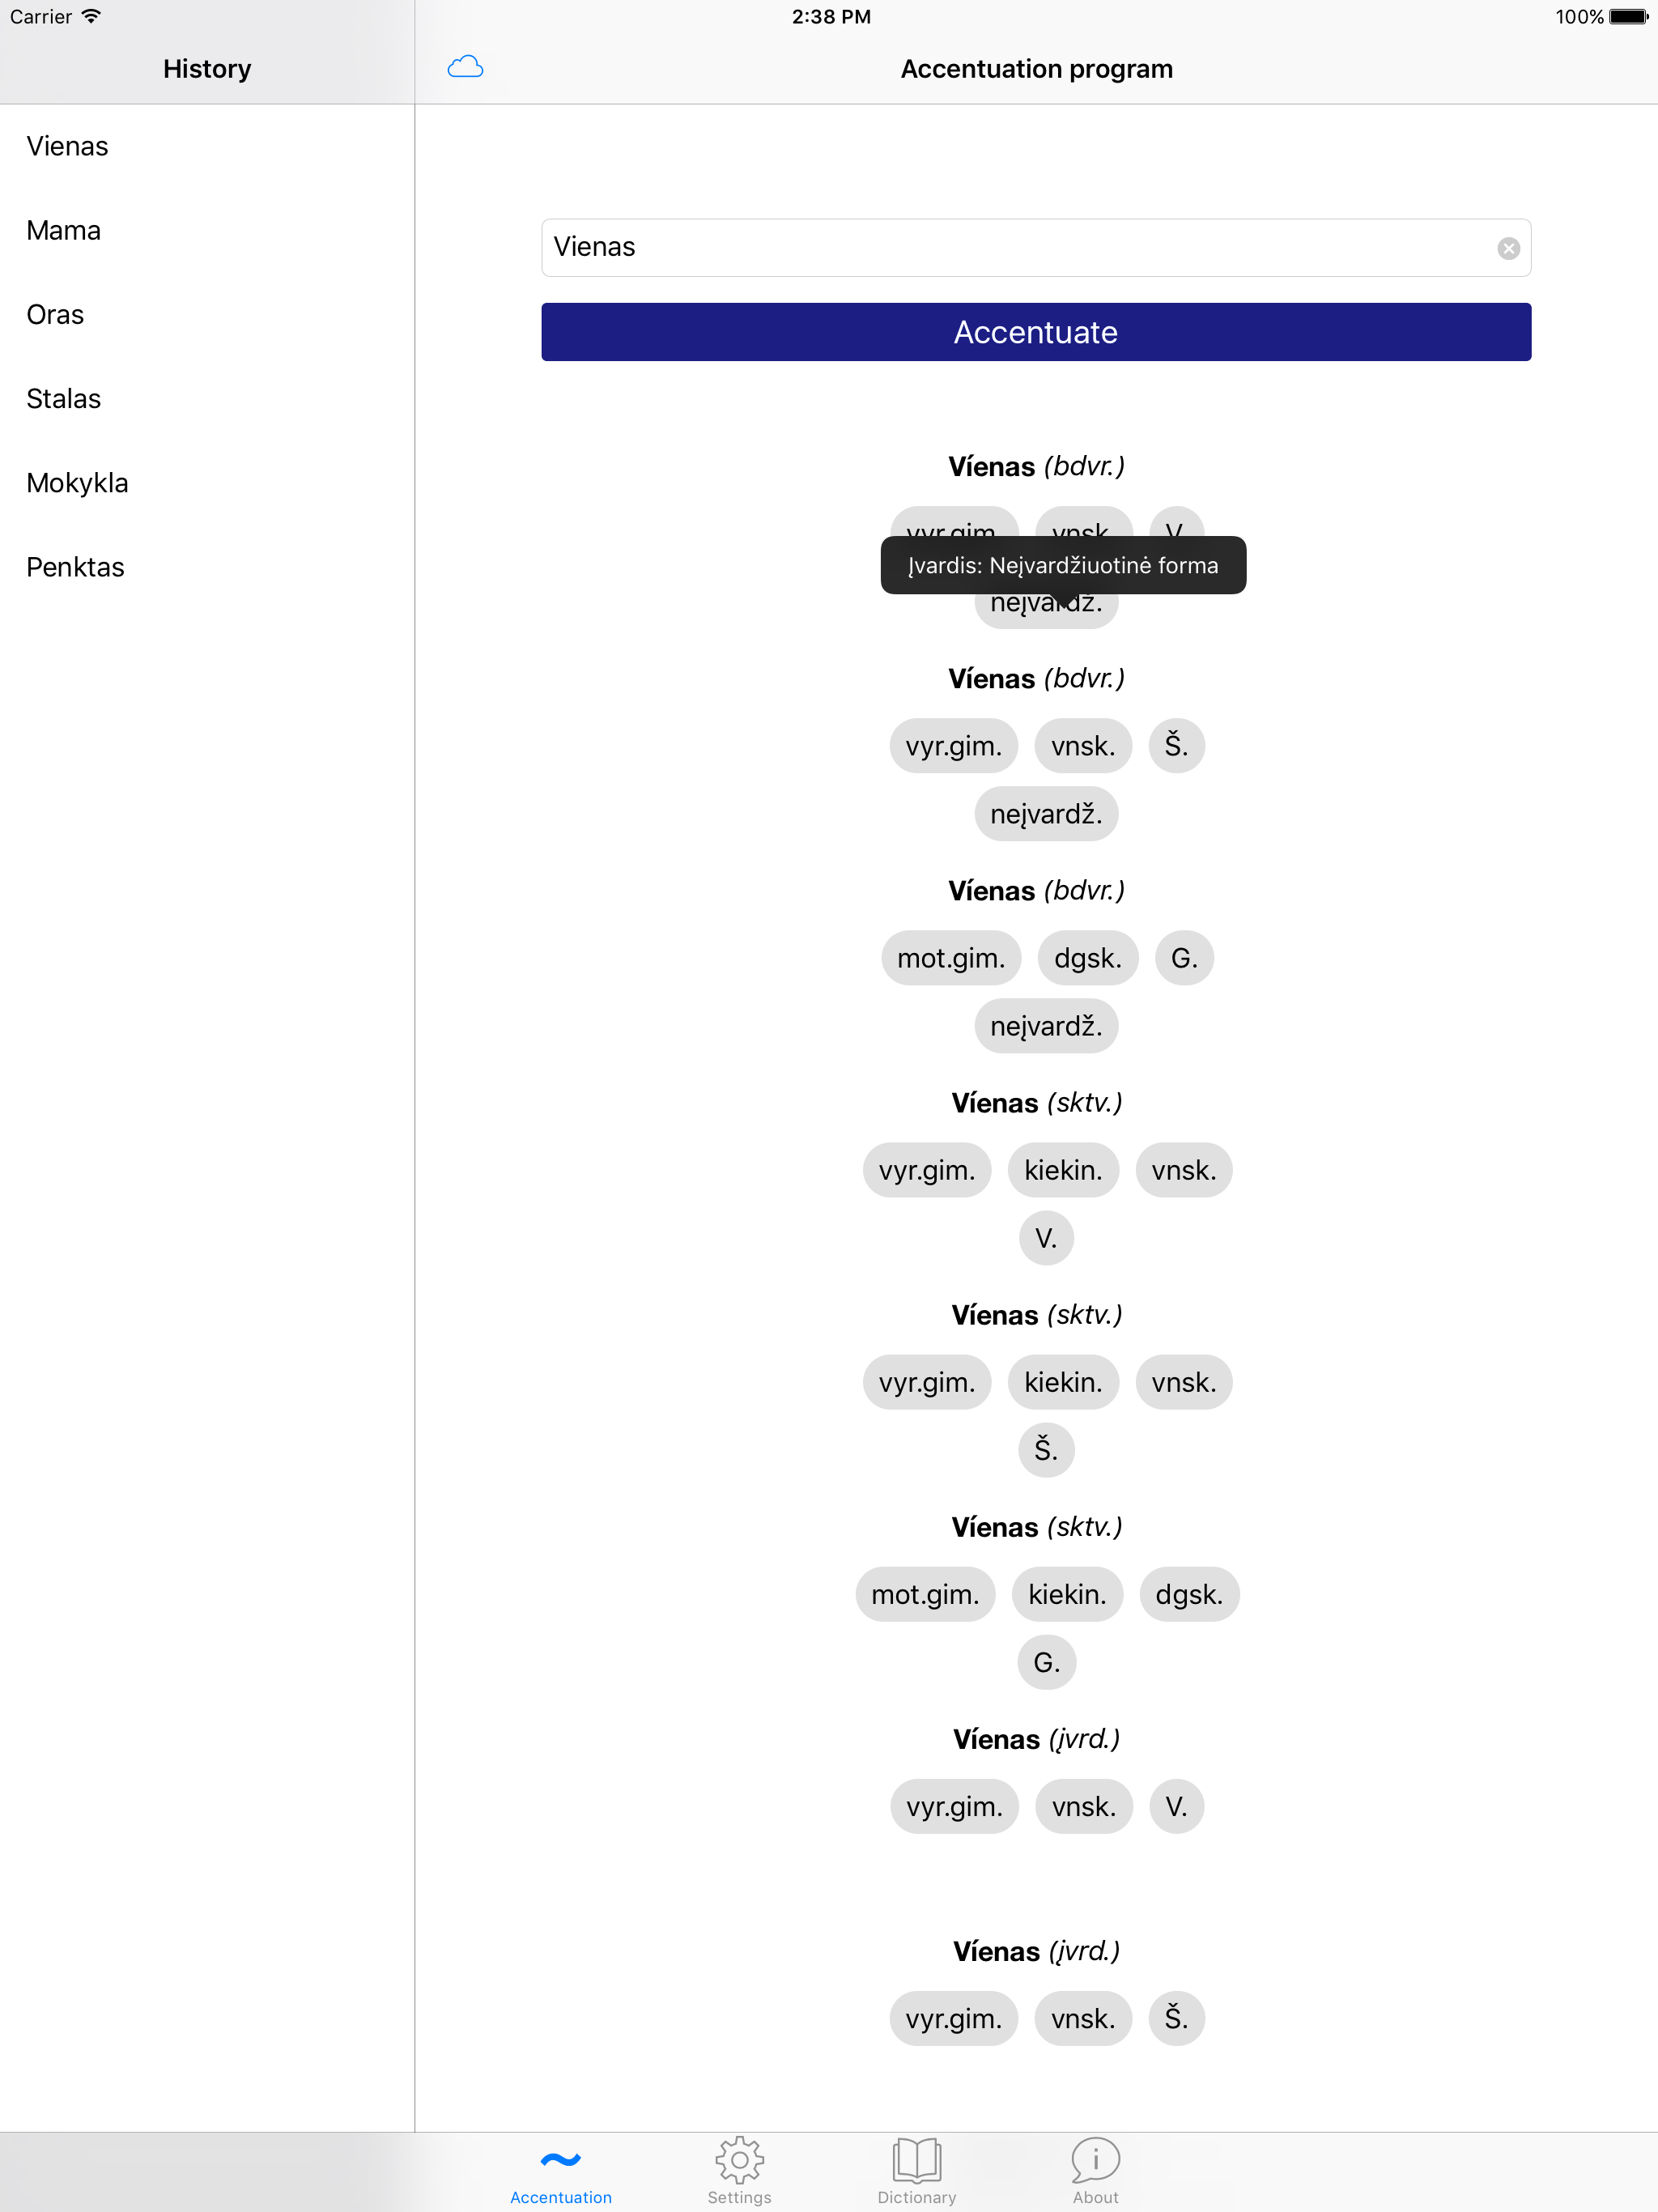 Carrier 2:38 PM 100%
History
Accentuation program
Vienas
Mama
Oras
Stalas
Mokykla
Penktas
Vienas
Accentuate
Víenas (bdvr.)
vyr.gim. vnsk. V.
Įvardis: Neįvardžiuotinė forma
neįvardž.
Víenas (bdvr.)
vyr.gim. vnsk. Š.
neįvardž.
Víenas (bdvr.)
mot.gim. dgsk. G.
neįvardž.
Víenas (sktv.)
vyr.gim. kiekin. vnsk.
V.
Víenas (sktv.)
vyr.gim. kiekin. vnsk.
Š.
Víenas (sktv.)
mot.gim. kiekin. dgsk.
G.
Víenas (įvrd.)
vyr.gim. vnsk. V.
Víenas (įvrd.)
vyr.gim. vnsk. Š.
Accentuation Settings Dictionary About